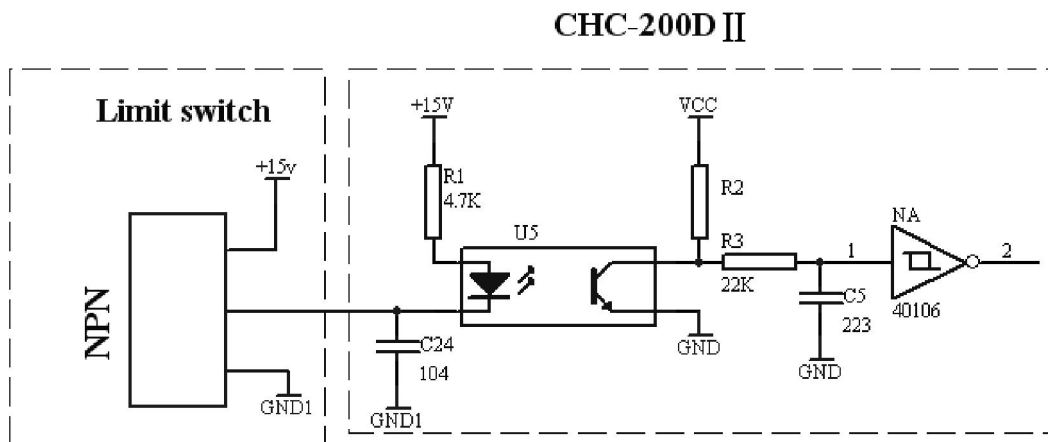 CHC-200D II
Limit switch
+15v
NPN
GND1
+15V
R1
4.7K
U5
C24
104
GND1
VCC
R2
R3
22K
GND
1
C5
223
GND
NA
2
40106